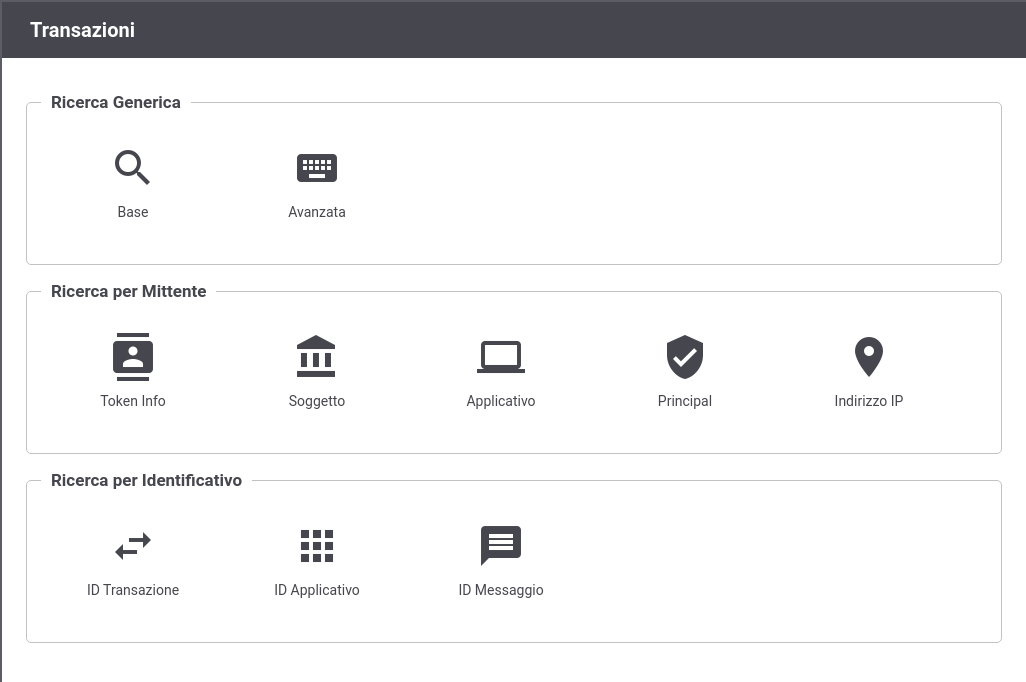 Transazioni
Ricerca Generica
Base
Avanzata
Ricerca per Mittente
Token Info
Soggetto
Applicativo
Principal
Indirizzo IP
Ricerca per Identificativo
ID Transazione
ID Applicativo
ID Messaggio